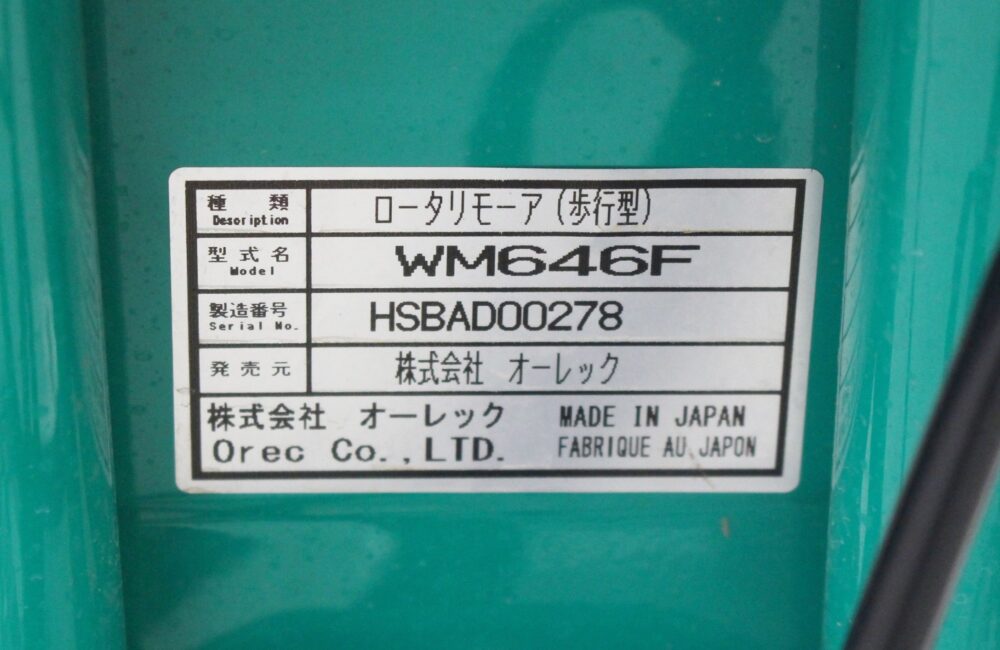 種 類 ロータリモーア(歩行型)
Description
型式名 WM646F
Model
製造番号 HSBAD00278
Serial No.
発売元 株式会社 オーレック
株式会社 オーレック MADE IN JAPAN
Orec Co.,LTD. FABRIQUE AU JAPON